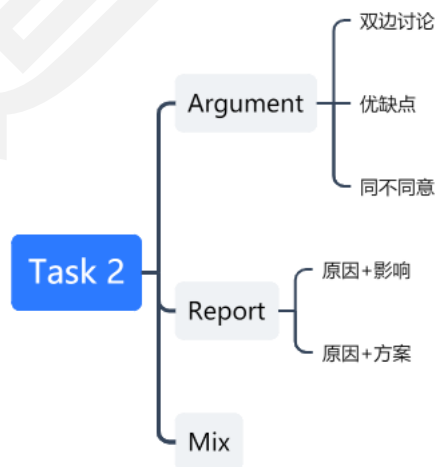 Task 2
Argument
双边讨论
优缺点
同不同意
Report
原因+影响
原因+方案
Mix